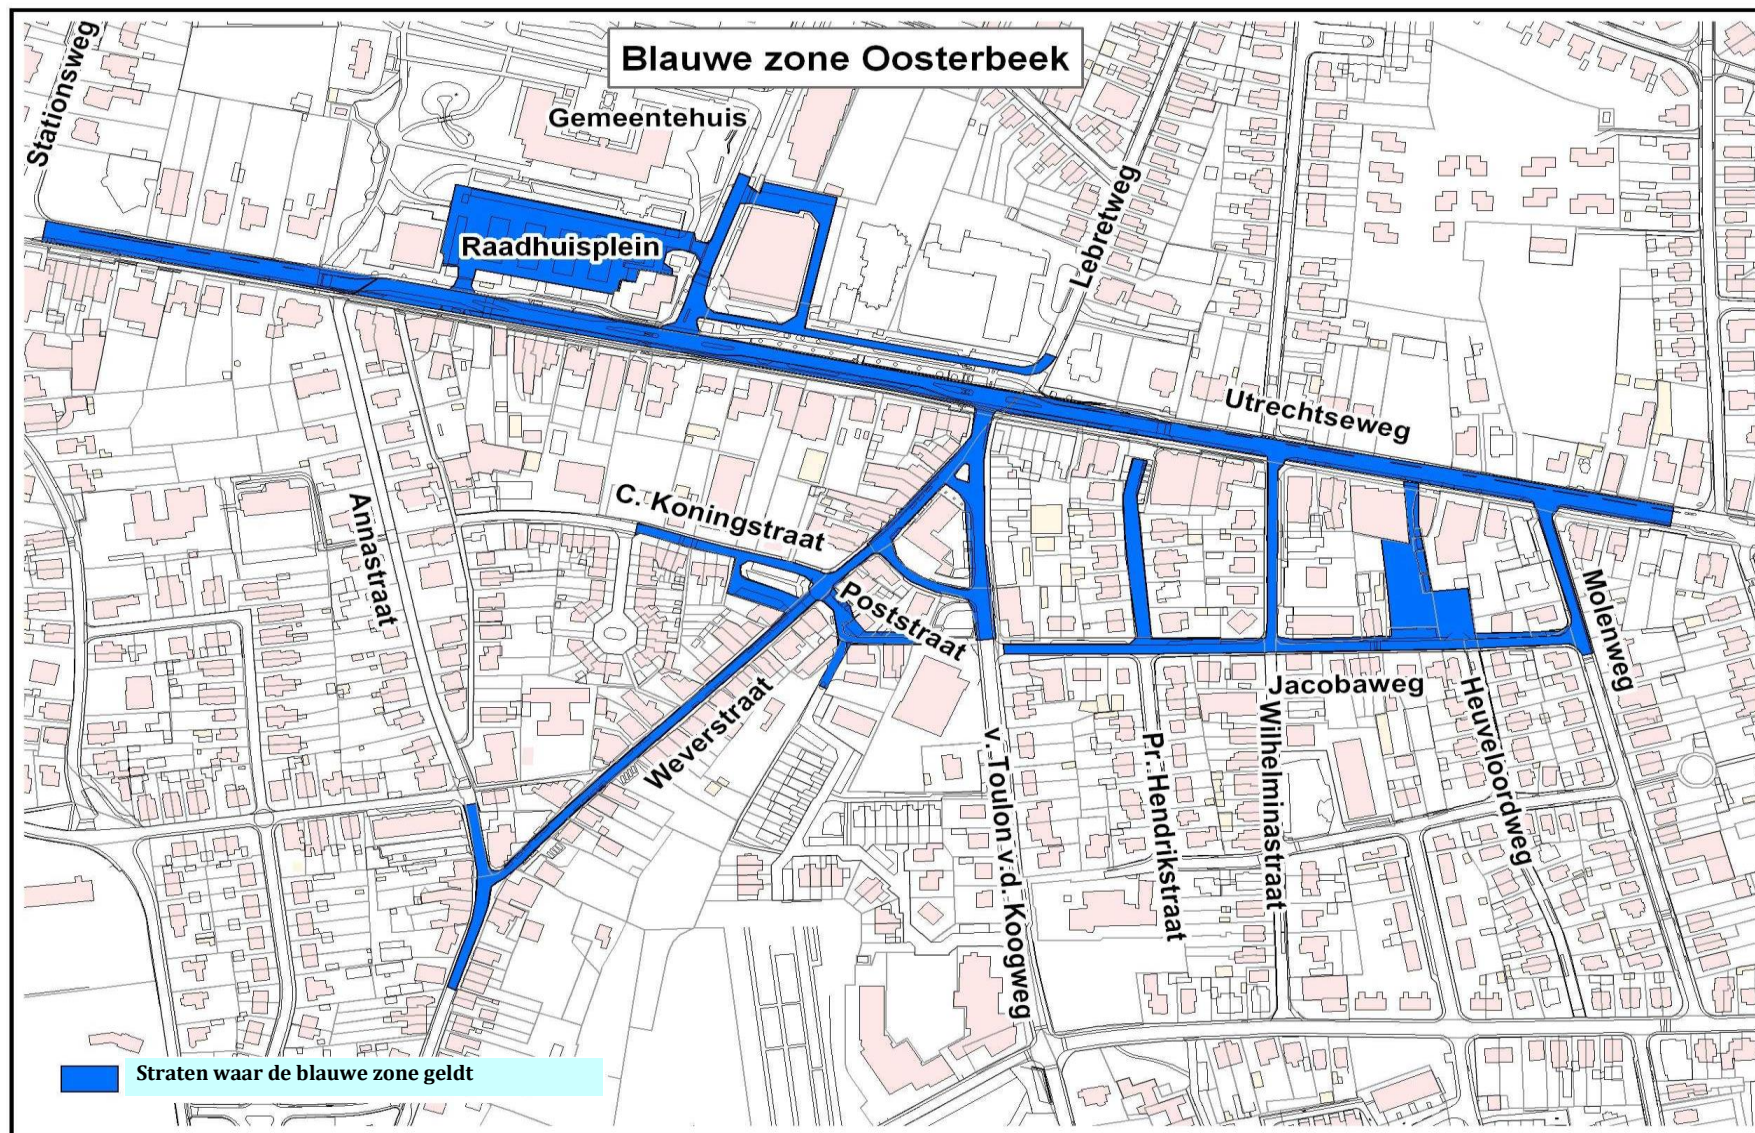 Blauwe zone Oosterbeek
Stationsweg
Gemeentehuis
Raadhuisplein
Lebretweg
Utrechtseweg
C. Koningstraat
Annastraat
Poststraat
Molenweg
Jacobaweg
Weverstraat
v. Toulon v.d. Koogweg
Pr. Hendrikstraat
Wilhelminastraat
Heuveloordweg
Straten waar de blauwe zone geldt